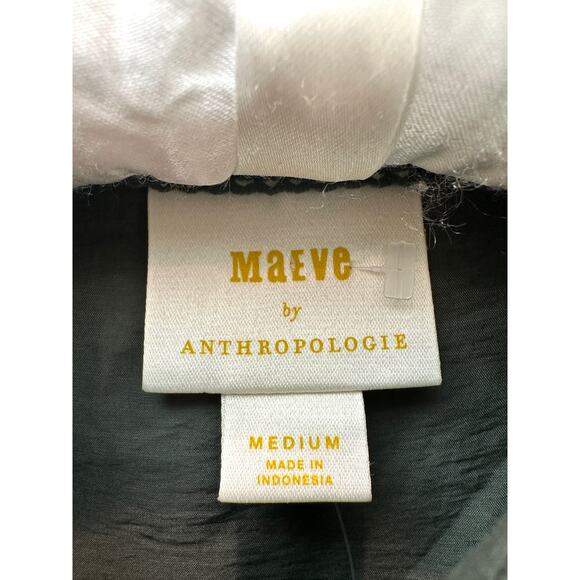 Maeve
by
ANTHROPOLOGIE
MEDIUM
MADE IN
INDONESIA